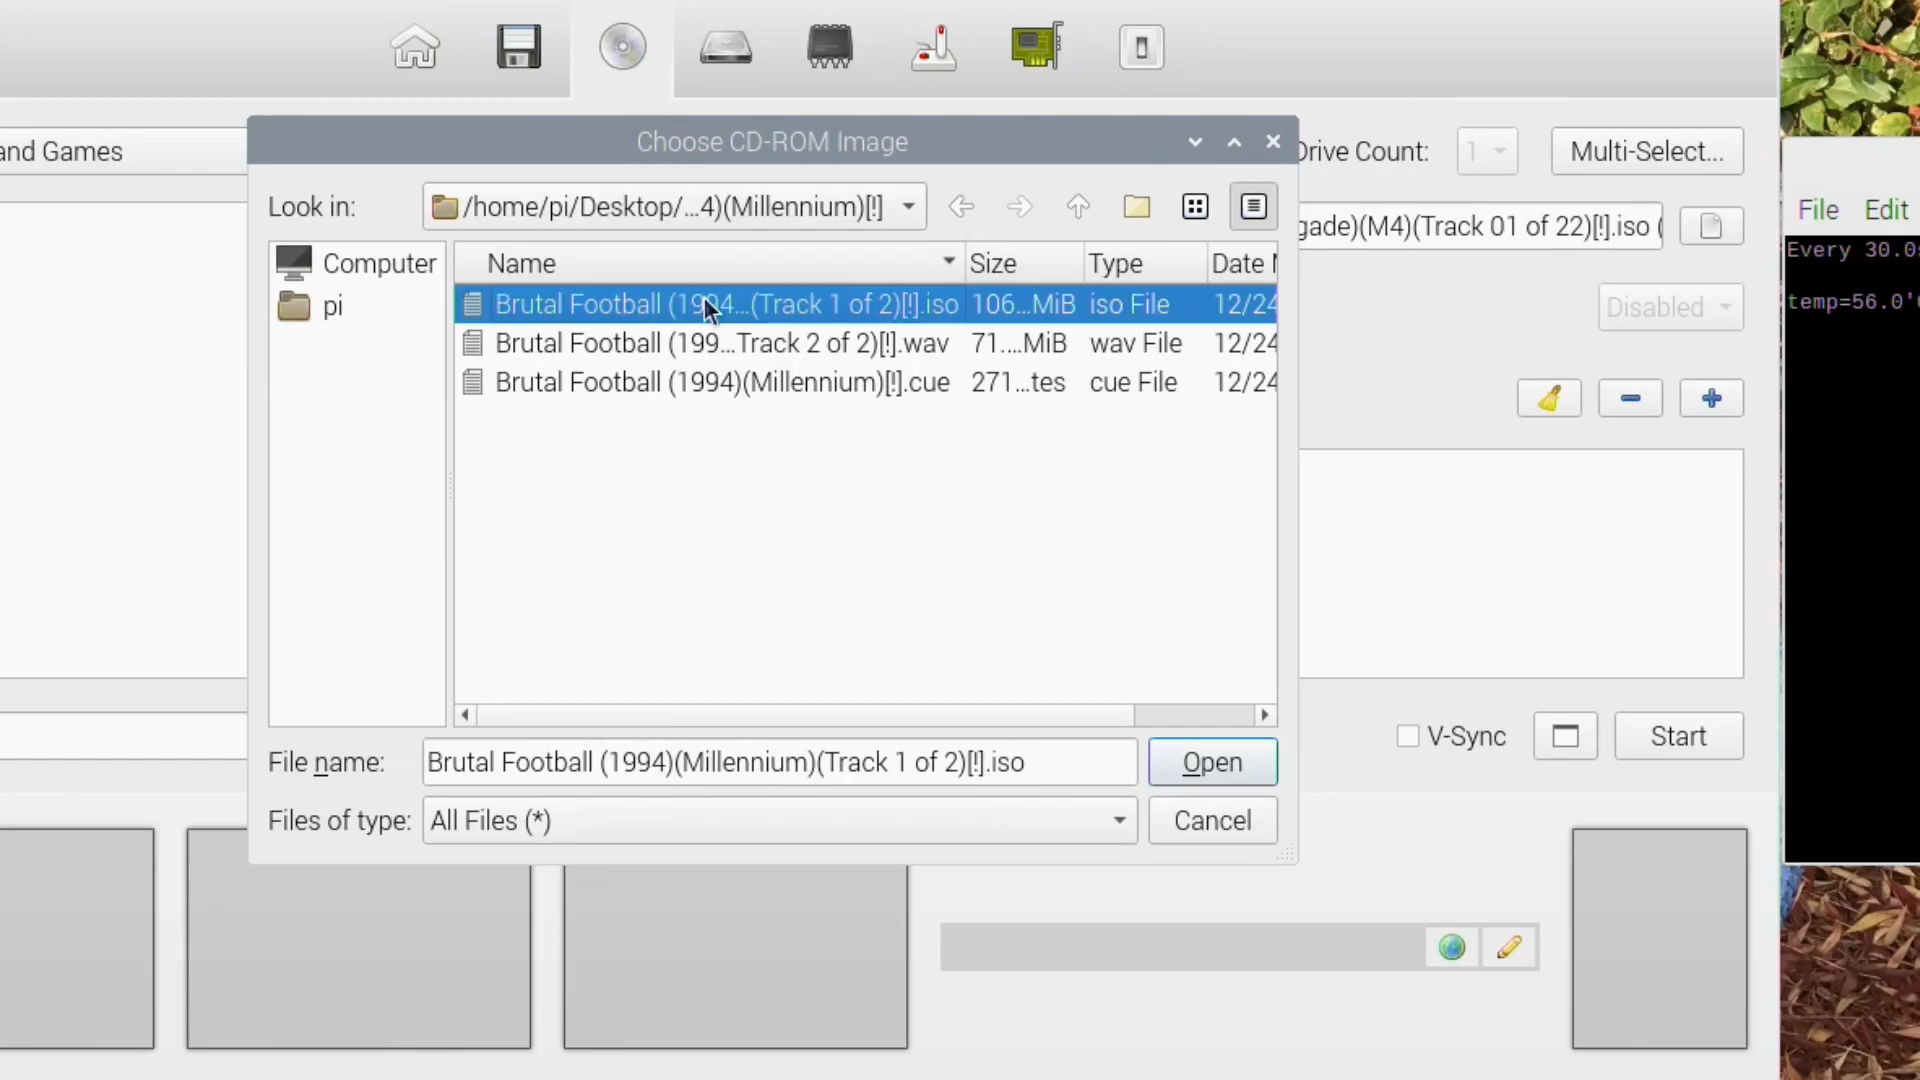 and Games
Choose CD-ROM Image
Drive Count:
1
Multi-Select...
Look in:
/home/pi/Desktop/...4)(Millennium)[!]
gade)(M4)(Track 01 of 22)[!].iso (
File Edit
Computer
pi
Name Size Type Date
Brutal Football (1994...(Track 1 of 2)[!].iso 106...MiB iso File 12/24
Brutal Football (199...Track 2 of 2)[!].wav 71....MiB wav File 12/24
Brutal Football (1994)(Millennium)[!].cue 271...tes cue File 12/24
Every 30.0s
temp=56.0'
Disabled
V-Sync
Start
File name:
Brutal Football (1994)(Millennium)(Track 1 of 2)[!].iso
Open
Files of type:
All Files (*)
Cancel